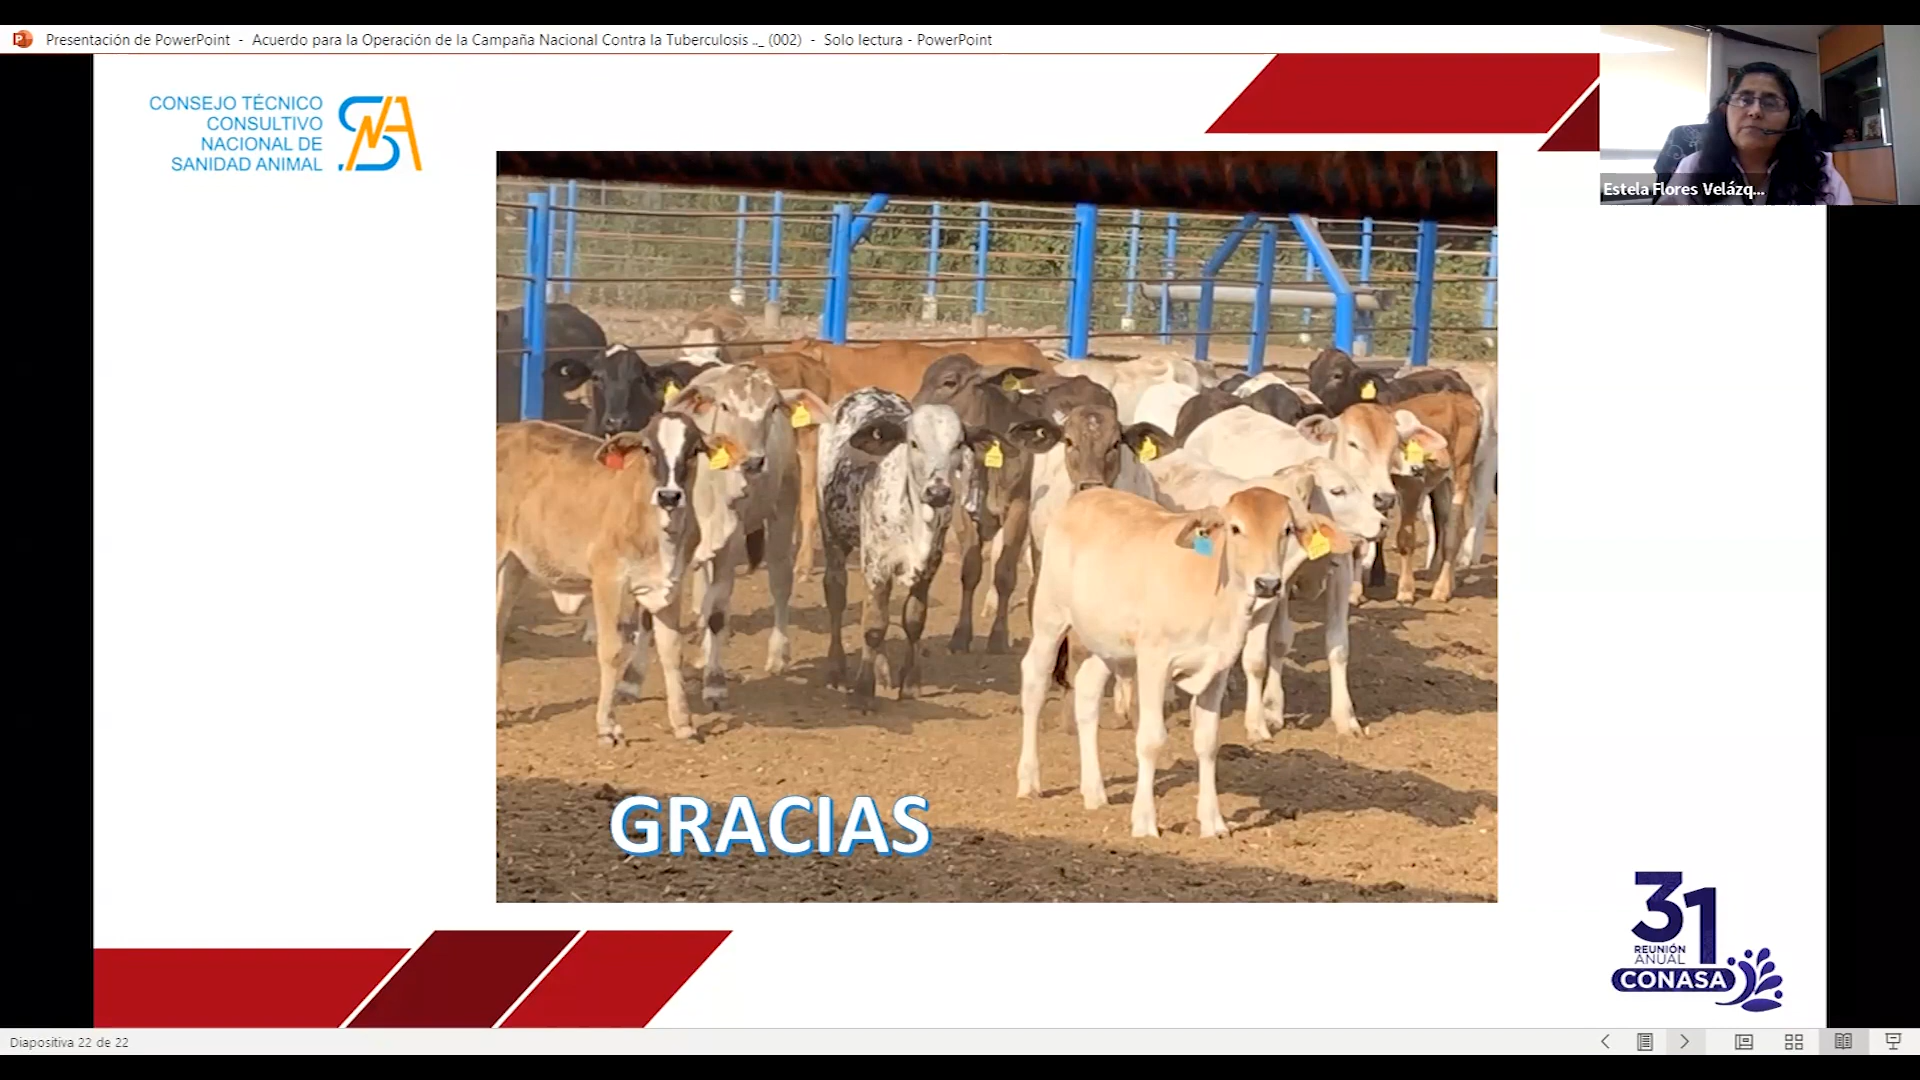 Presentación de PowerPoint - Acuerdo para la Operación de la Campaña Nacional Contra la Tuberculosis .._ (002) - Solo lectura - PowerPoint
CONSEJO TÉCNICO
CONSULTIVO
NACIONAL DE
SANIDAD ANIMAL
Estela Flores Velázq...
GRACIAS
31
REUNIÓN
ANUAL
CONASA
Diapositiva 22 de 22